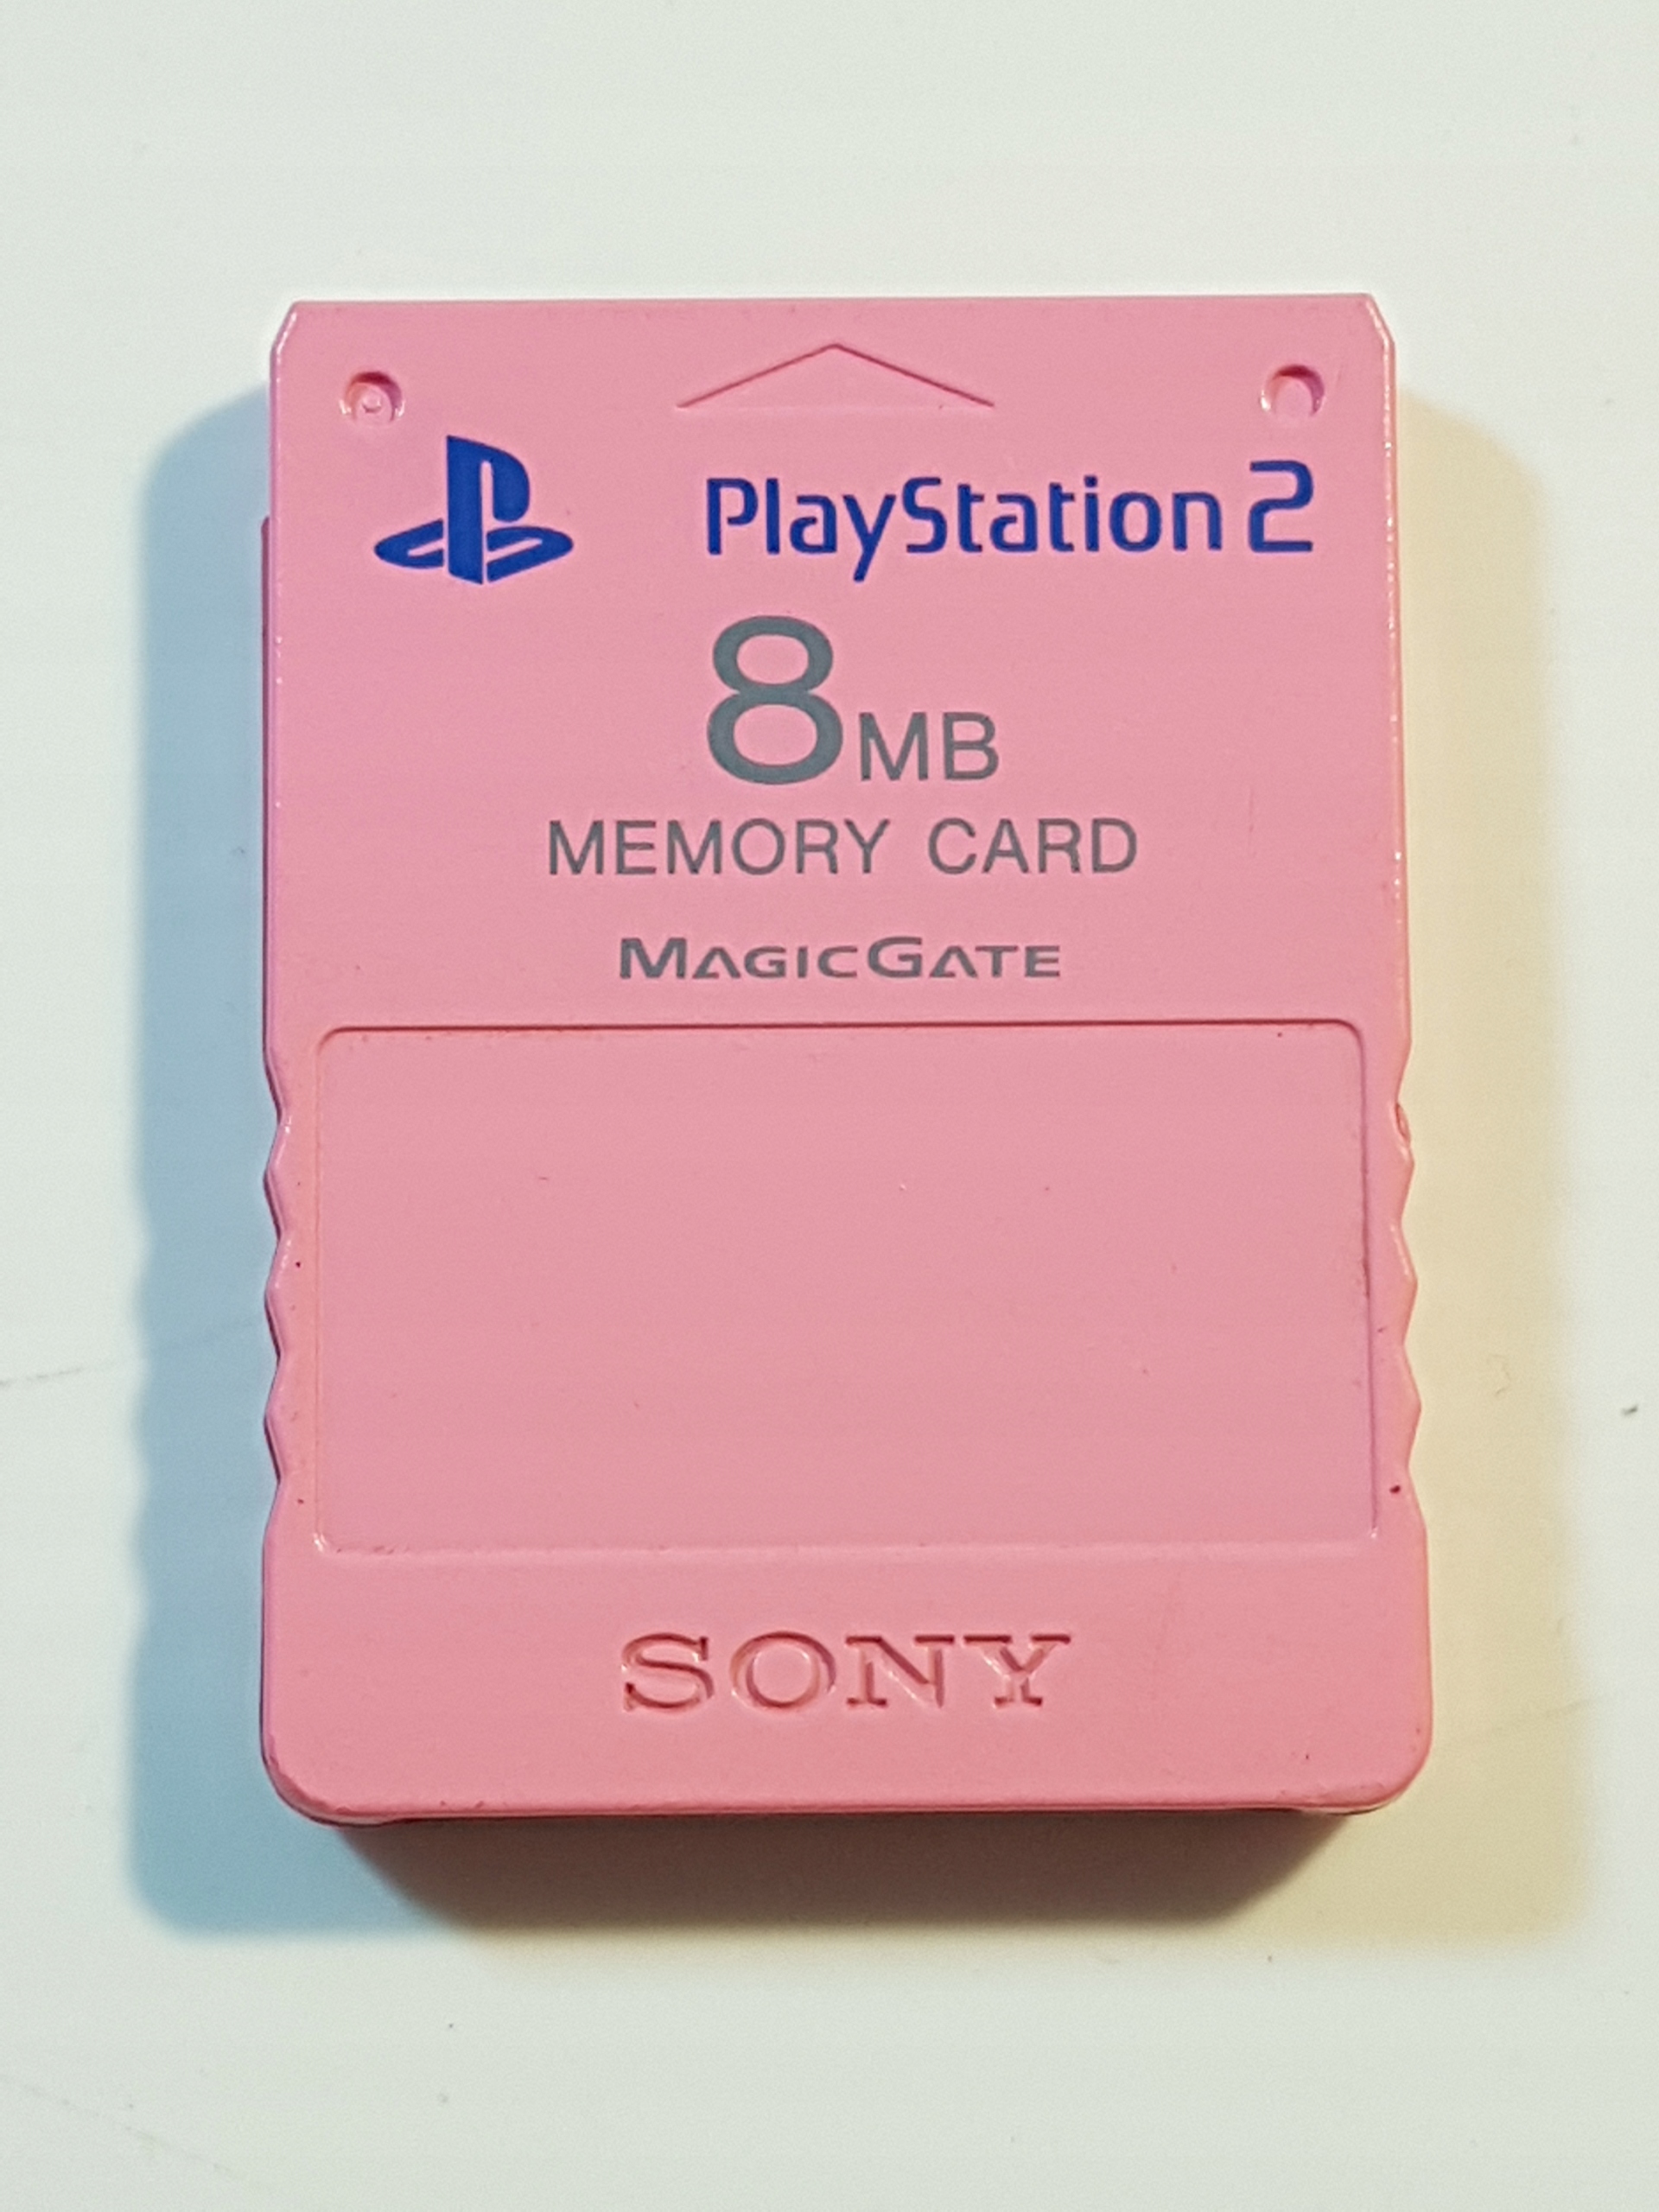 PlayStation 2
8MB
MEMORY CARD
MAGICGATE
SONY